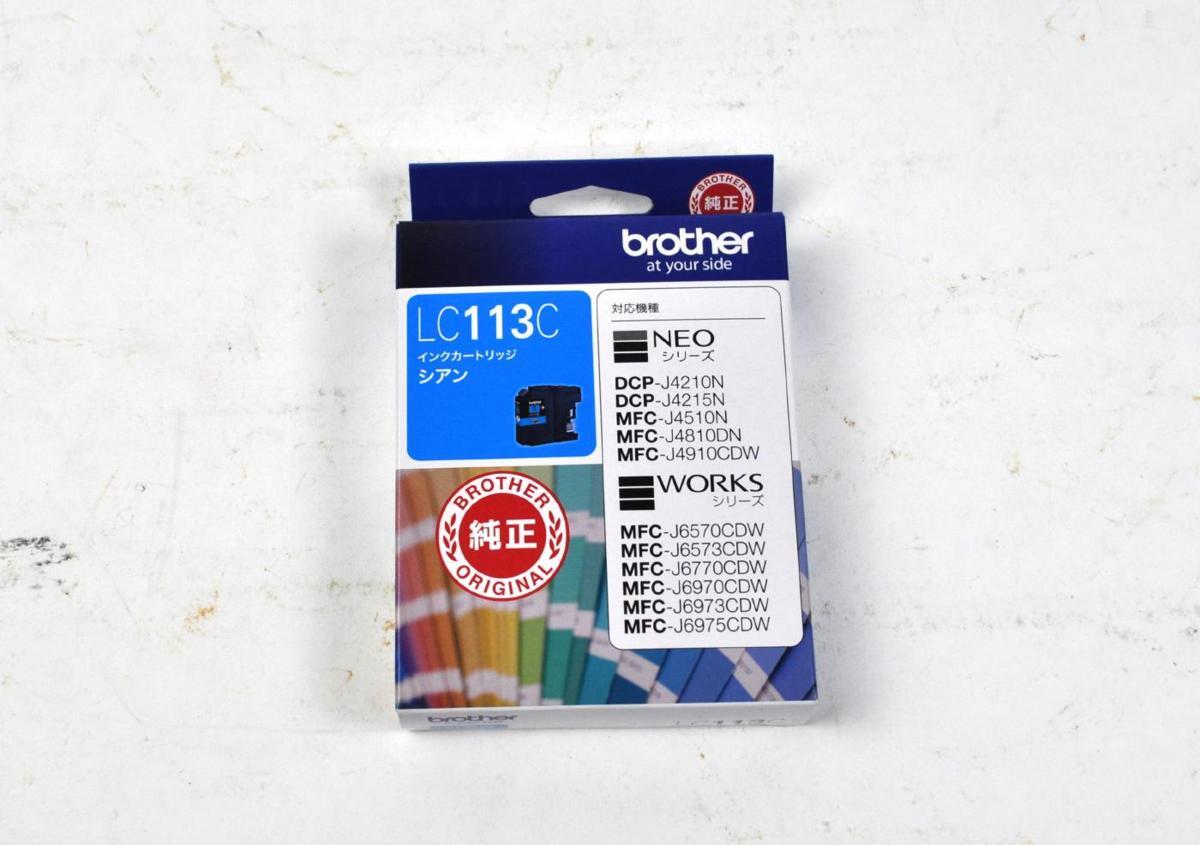 BROTHER
純正
brother
at your side
LC113C
インクカートリッジ
シアン
brother
対応機種
NEO
シリーズ
DCP-J4210N
DCP-J4215N
MFC-J4510N
MFC-J4810DN
MFC-J4910CDW
WORKS
シリーズ
MFC-J6570CDW
MFC-J6573CDW
MFC-J6770CDW
MFC-J6970CDW
MFC-J6973CDW
MFC-J6975CDW
BROTHER
純正
ORIGINAL
brother
LC113C